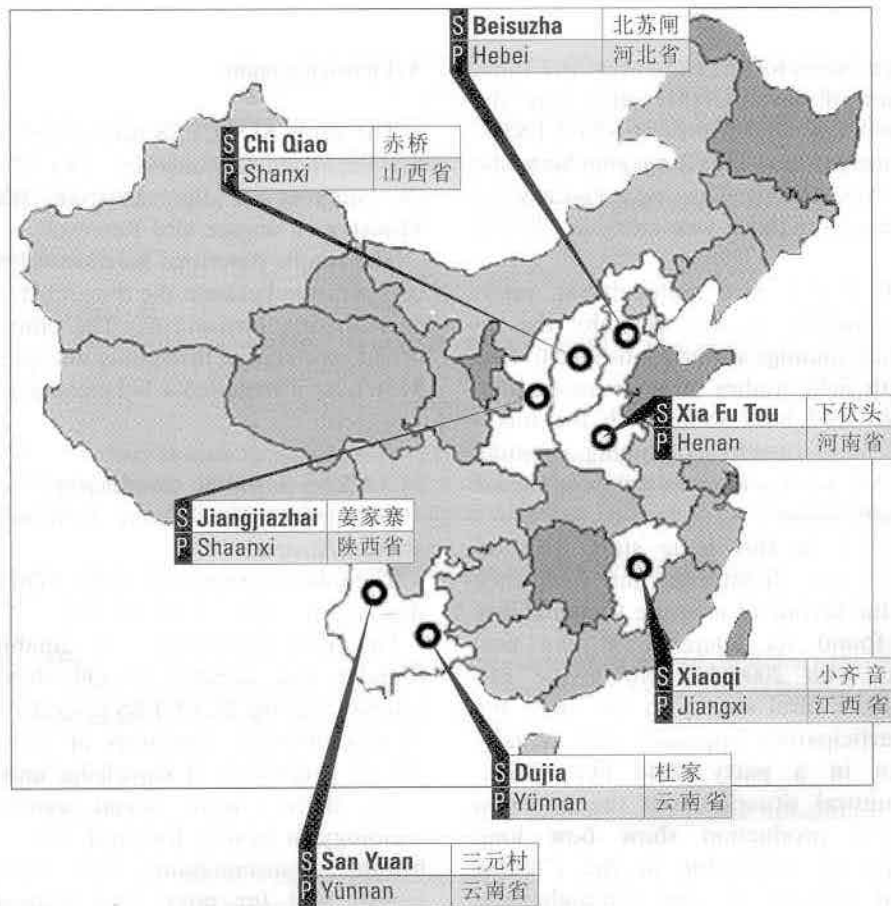 S Beisuzha 北苏闸
P Hebei 河北省
S Chi Qiao 赤桥
P Shanxi 山西省
S Xia Fu Tou 下伏头
P Henan 河南省
S Jiangjiazhai 姜家寨
P Shaanxi 陕西省
S Xiaoqi 小齐音
P Jiangxi 江西省
S Dujia 杜家
P Yünnan 云南省
S San Yuan 三元村
P Yünnan 云南省